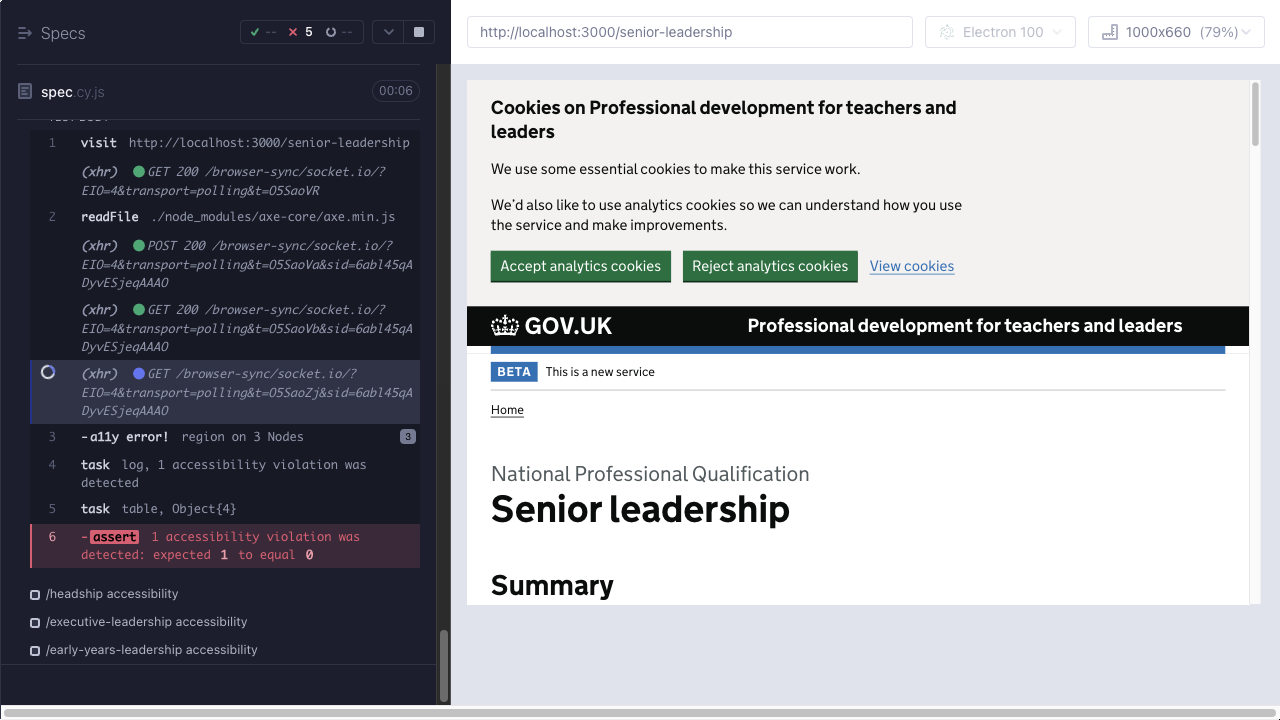 Specs
-- 5 --
spec.cy.js
00:06
1 visit http://localhost:3000/senior-leadership
(xhr) GET 200 /browser-sync/socket.io/?
EIO=4&transport=polling&t=O5SaoVR
2 readFile ./node_modules/axe-core/axe.min.js
(xhr) POST 200 /browser-sync/socket.io/?
EIO=4&transport=polling&t=O5SaoVa&sid=6abl45qA
DyvESjeqAAAO
(xhr) GET 200 /browser-sync/socket.io/?
EIO=4&transport=polling&t=O5SaoVb&sid=6abl45qA
DyvESjeqAAAO
(xhr) GET /browser-sync/socket.io/?
EIO=4&transport=polling&t=O5SaoZj&sid=6abl45qA
DyvESjeqAAAO
3 -a11y error! region on 3 Nodes 3
4 task log, 1 accessibility violation was
detected
5 task table, Object{4}
6 -assert 1 accessibility violation was
detected: expected 1 to equal 0
/headship accessibility
/executive-leadership accessibility
/early-years-leadership accessibility
http://localhost:3000/senior-leadership
Electron 100
1000x660 (79%)
Cookies on Professional development for teachers and
leaders
We use some essential cookies to make this service work.
We'd also like to use analytics cookies so we can understand how you use
the service and make improvements.
Accept analytics cookies
Reject analytics cookies
View cookies
GOV.UK
Professional development for teachers and leaders
BETA This is a new service
Home
National Professional Qualification
Senior leadership
Summary